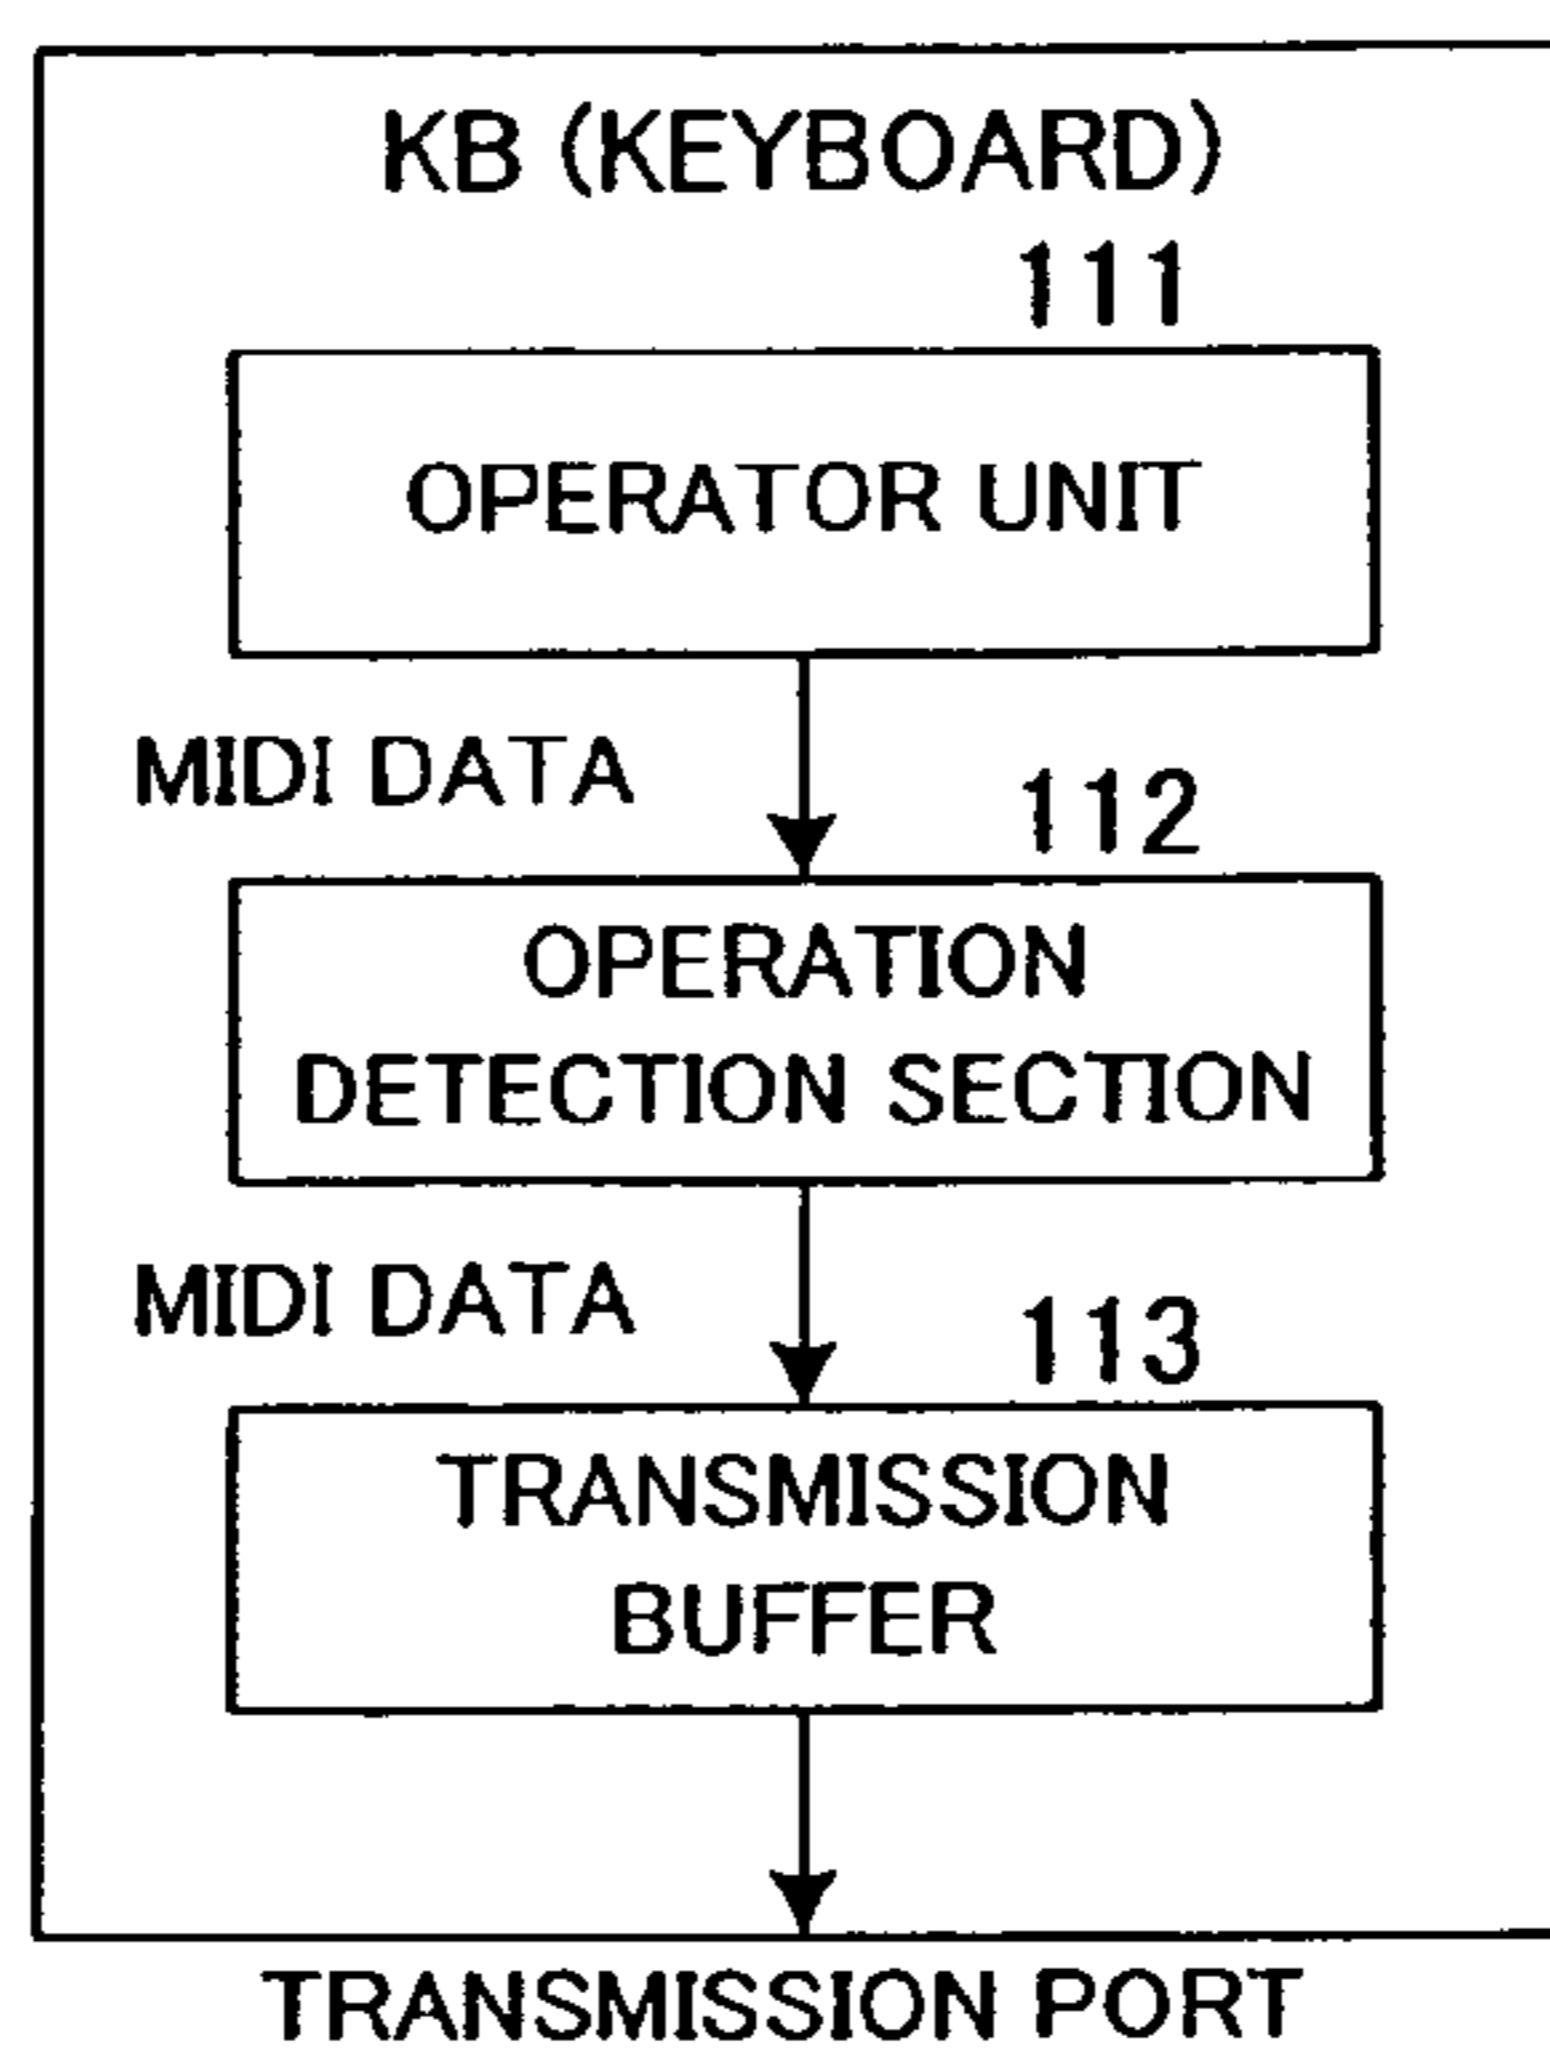 KB (KEYBOARD)
111
OPERATOR UNIT
MIDI DATA
112
OPERATION
DETECTION SECTION
MIDI DATA
113
TRANSMISSION
BUFFER
TRANSMISSION PORT